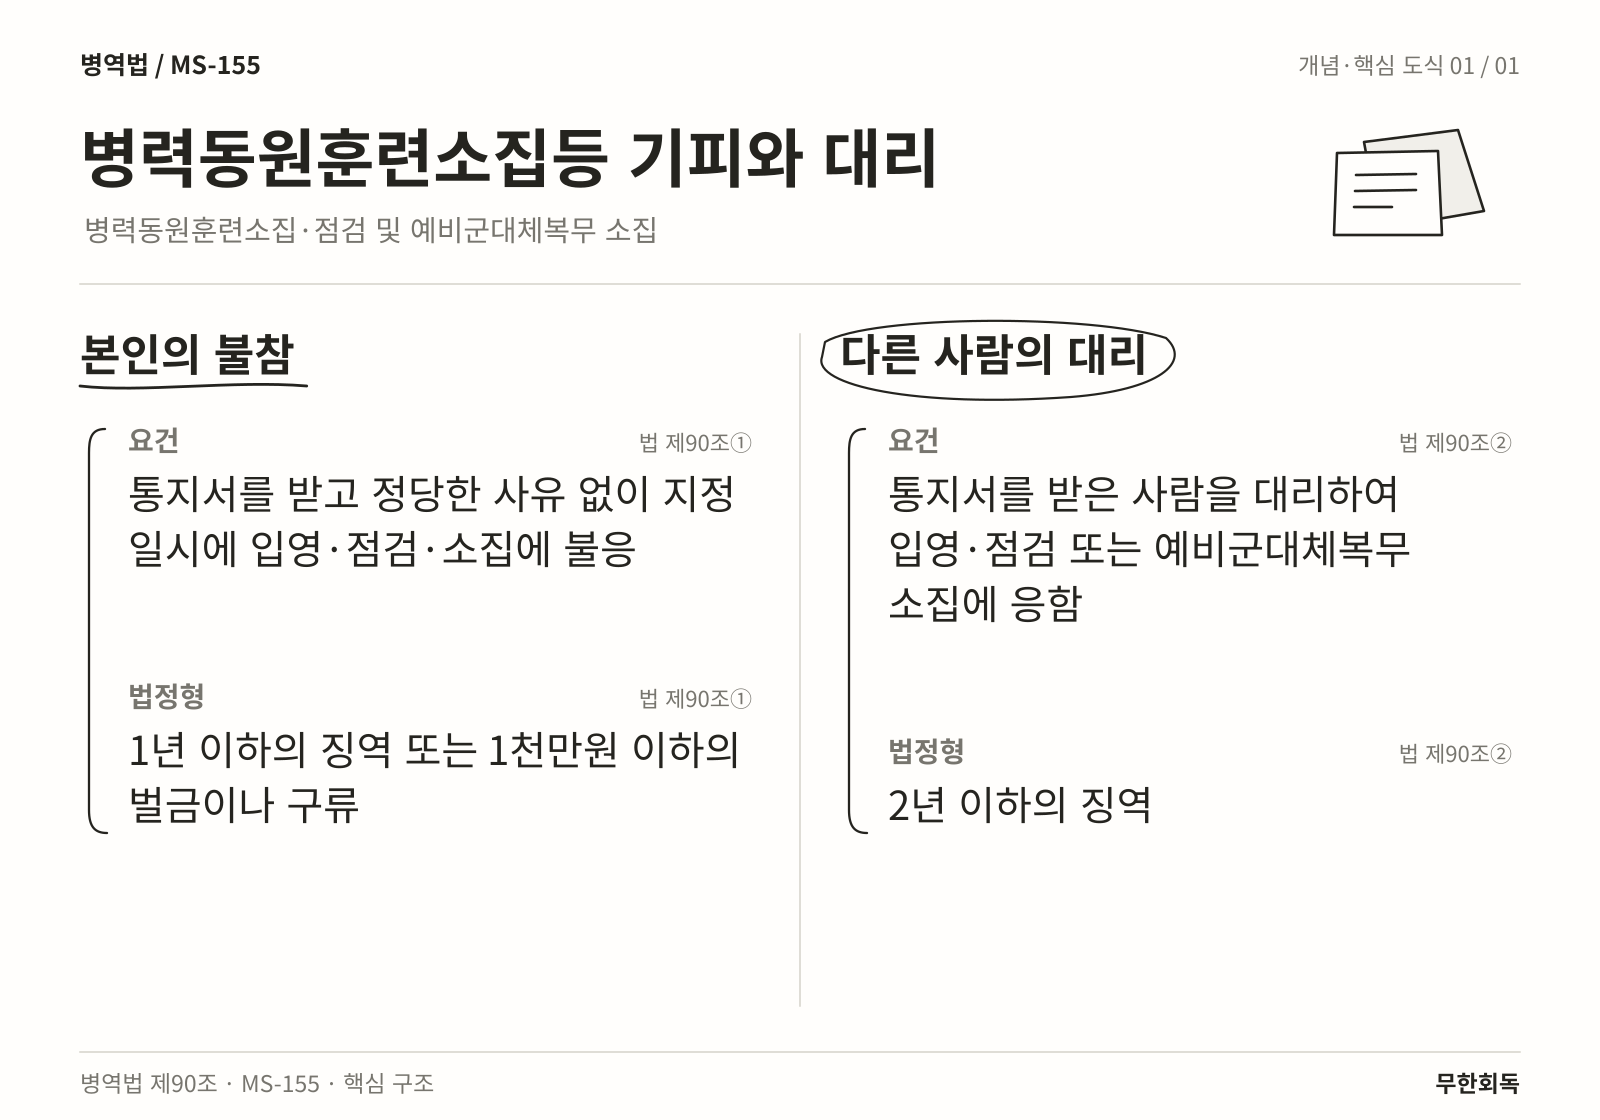 병역법 / MS-155
개념·핵심 도식 01 / 01
병력동원훈련소집등 기피와 대리
병력동원훈련소집·점검 및 예비군대체복무 소집
본인의 불참
요건
법 제90조①
통지서를 받고 정당한 사유 없이 지정
일시에 입영·점검·소집에 불응
법정형
법 제90조①
1년 이하의 징역 또는 1천만원 이하의
벌금이나 구류
다른 사람의 대리
요건
법 제90조②
통지서를 받은 사람을 대리하여
입영·점검 또는 예비군대체복무
소집에 응함
법정형
법 제90조②
2년 이하의 징역
병역법 제90조 · MS-155 · 핵심 구조
무한회독